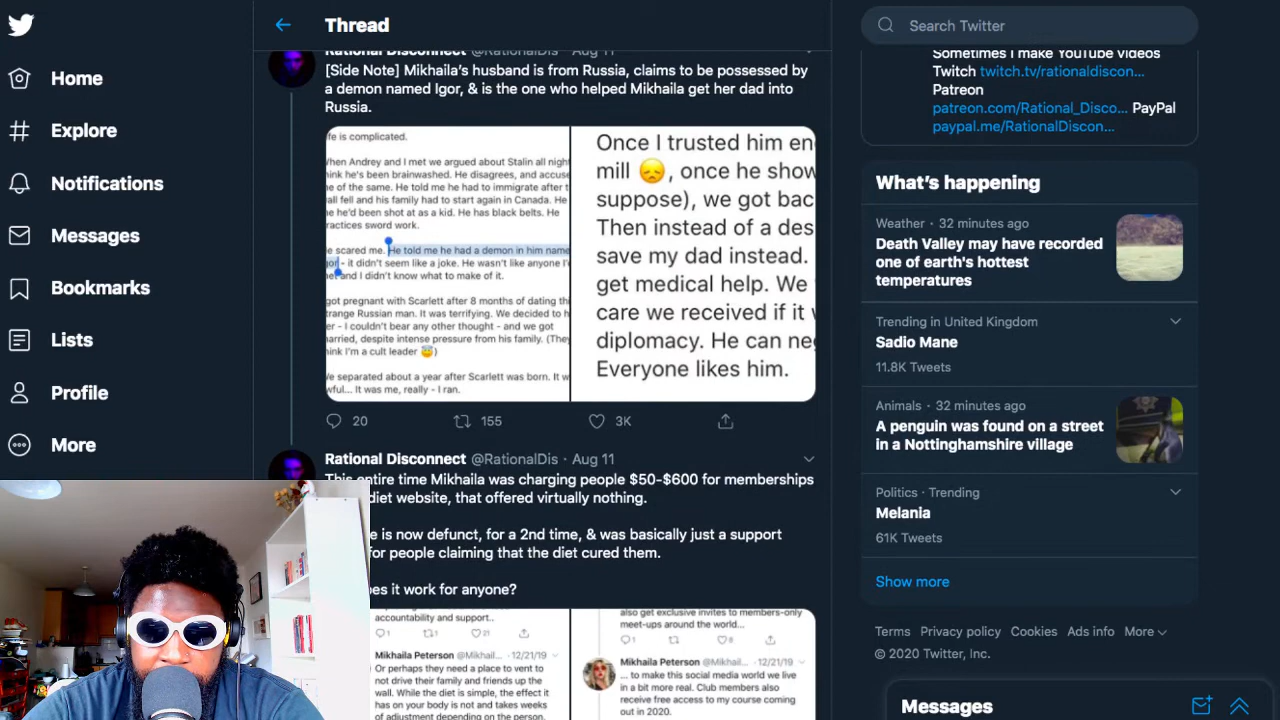 Home
Explore
Notifications
Messages
Bookmarks
Lists
Profile
More
Thread
Rational Disconnect @RationalDis · Aug 11
[Side Note] Mikhaila's husband is from Russia, claims to be possessed by
a demon named Igor, & is the one who helped Mikhaila get her dad into
Russia.
fe is complicated.
hen Andrey and I met we argued about Stalin all nigh
ink he's been brainwashed. He disagrees, and accuse
e of the same. He told me he had to immigrate after t
all fell and his family had to start again in Canada. He
e he'd been shot at as a kid. He has black belts. He
ractices sword work.
e scared me. He told me he had a demon in him name
gor - it didn't seem like a joke. He wasn't like anyone I'
et and I didn't know what to make of it.
got pregnant with Scarlett after 8 months of dating th
trange Russian man. It was terrifying. We decided to h
er - I couldn't bear any other thought - and we got
arried, despite intense pressure from his family. (They
ink I'm a cult leader 😇)
e separated about a year after Scarlett was born. It w
wful... It was me, really - I ran.
Once I trusted him en
mill 😞, once he show
suppose), we got bac
Then instead of a des
save my dad instead.
get medical help. We
care we received if it w
diplomacy. He can ne
Everyone likes him.
20
155
3K
Rational Disconnect @RationalDis · Aug 11
This entire time Mikhaila was charging people $50-$600 for memberships
diet website, that offered virtually nothing.
e is now defunct, for a 2nd time, & was basically just a support
for people claiming that the diet cured them.
es it work for anyone?
accountability and support..
1
1
21
Mikhaila Peterson @Mikhail... · 12/21/19
Or perhaps they need a place to vent to
not drive their family and friends up the
wall. While the diet is simple, the effect it
has on your body is not and takes weeks
of adjustment depending on the person.
also get exclusive invites to members-only
meet-ups around the world...
1
8
Mikhaila Peterson @Mikhail... · 12/21/19
... to make this social media world we live
in a bit more real. Club members also
receive free access to my course coming
out in 2020.
Search Twitter
Sometimes I make YouTube videos
Twitch twitch.tv/rationaldiscon...
Patreon
patreon.com/Rational_Disco... PayPal
paypal.me/RationalDiscon...
What's happening
Weather · 32 minutes ago
Death Valley may have recorded
one of earth's hottest
temperatures
Trending in United Kingdom
Sadio Mane
11.8K Tweets
Animals · 32 minutes ago
A penguin was found on a street
in a Nottinghamshire village
Politics · Trending
Melania
61K Tweets
Show more
Terms Privacy policy Cookies Ads info More
© 2020 Twitter, Inc.
Messages